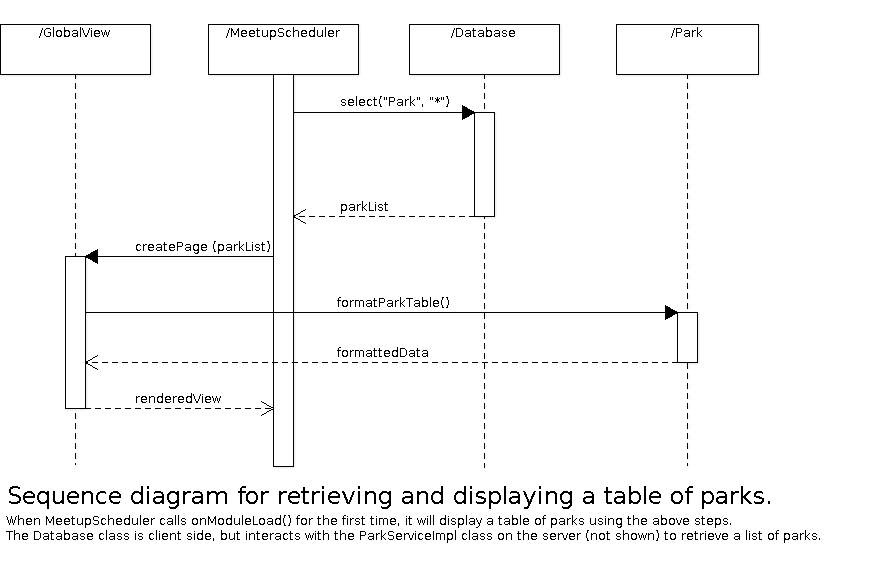 /GlobalView
/MeetupScheduler
/Database
/Park
select("Park", "*")
parkList
createPage (parkList)
formatParkTable()
formattedData
renderedView
Sequence diagram for retrieving and displaying a table of parks.
When MeetupScheduler calls onModuleLoad() for the first time, it will display a table of parks using the above steps.
The Database class is client side, but interacts with the ParkServiceImpl class on the server (not shown) to retrieve a list of parks.